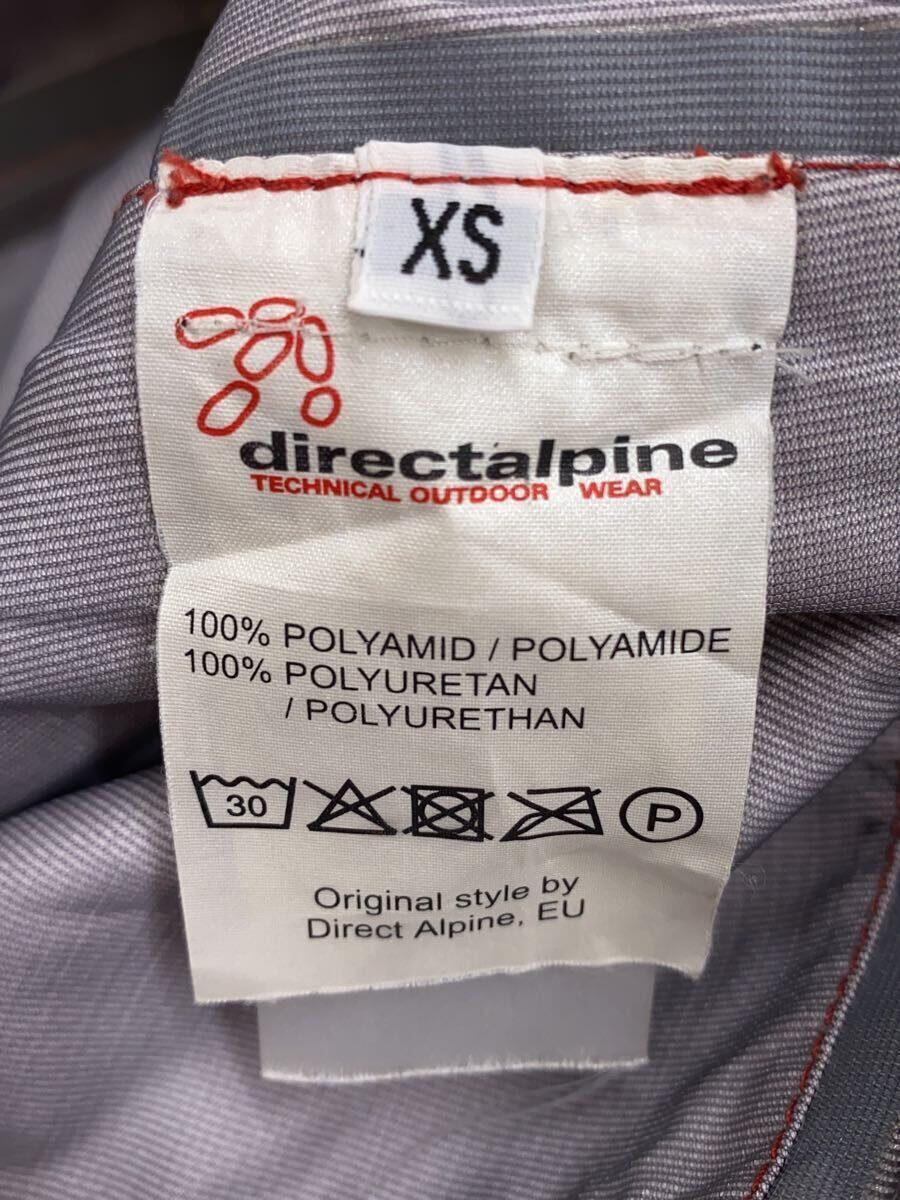 XS
directalpine
TECHNICAL OUTDOOR WEAR
100% POLYAMID / POLYAMIDE
100% POLYURETAN
/ POLYURETHAN
30
P
Original style by
Direct Alpine, EU